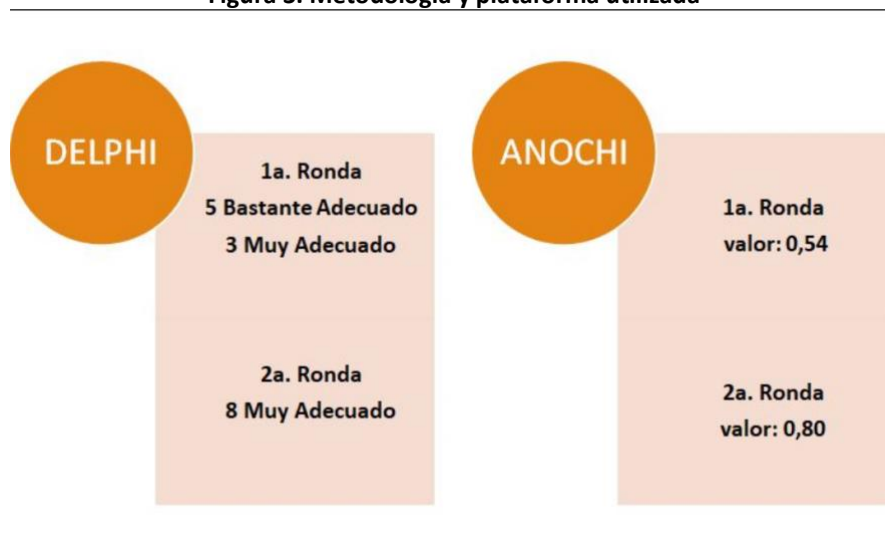 Figura 3. Metodología y plataforma utilizada
DELPHI
1a. Ronda
5 Bastante Adecuado
3 Muy Adecuado
2a. Ronda
8 Muy Adecuado
ANOCHI
1a. Ronda
valor: 0,54
2a. Ronda
valor: 0,80